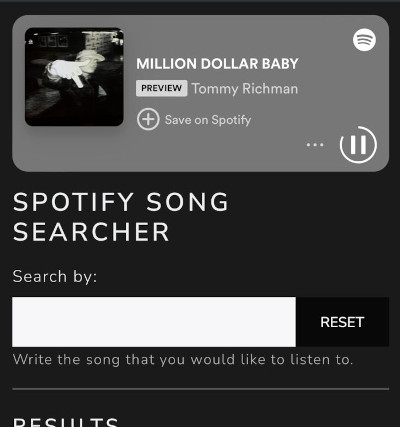 MILLION DOLLAR BABY
PREVIEW Tommy Richman
Save on Spotify
SPOTIFY SONG
SEARCHER
Search by:
RESET
Write the song that you would like to listen to.
RESULTS